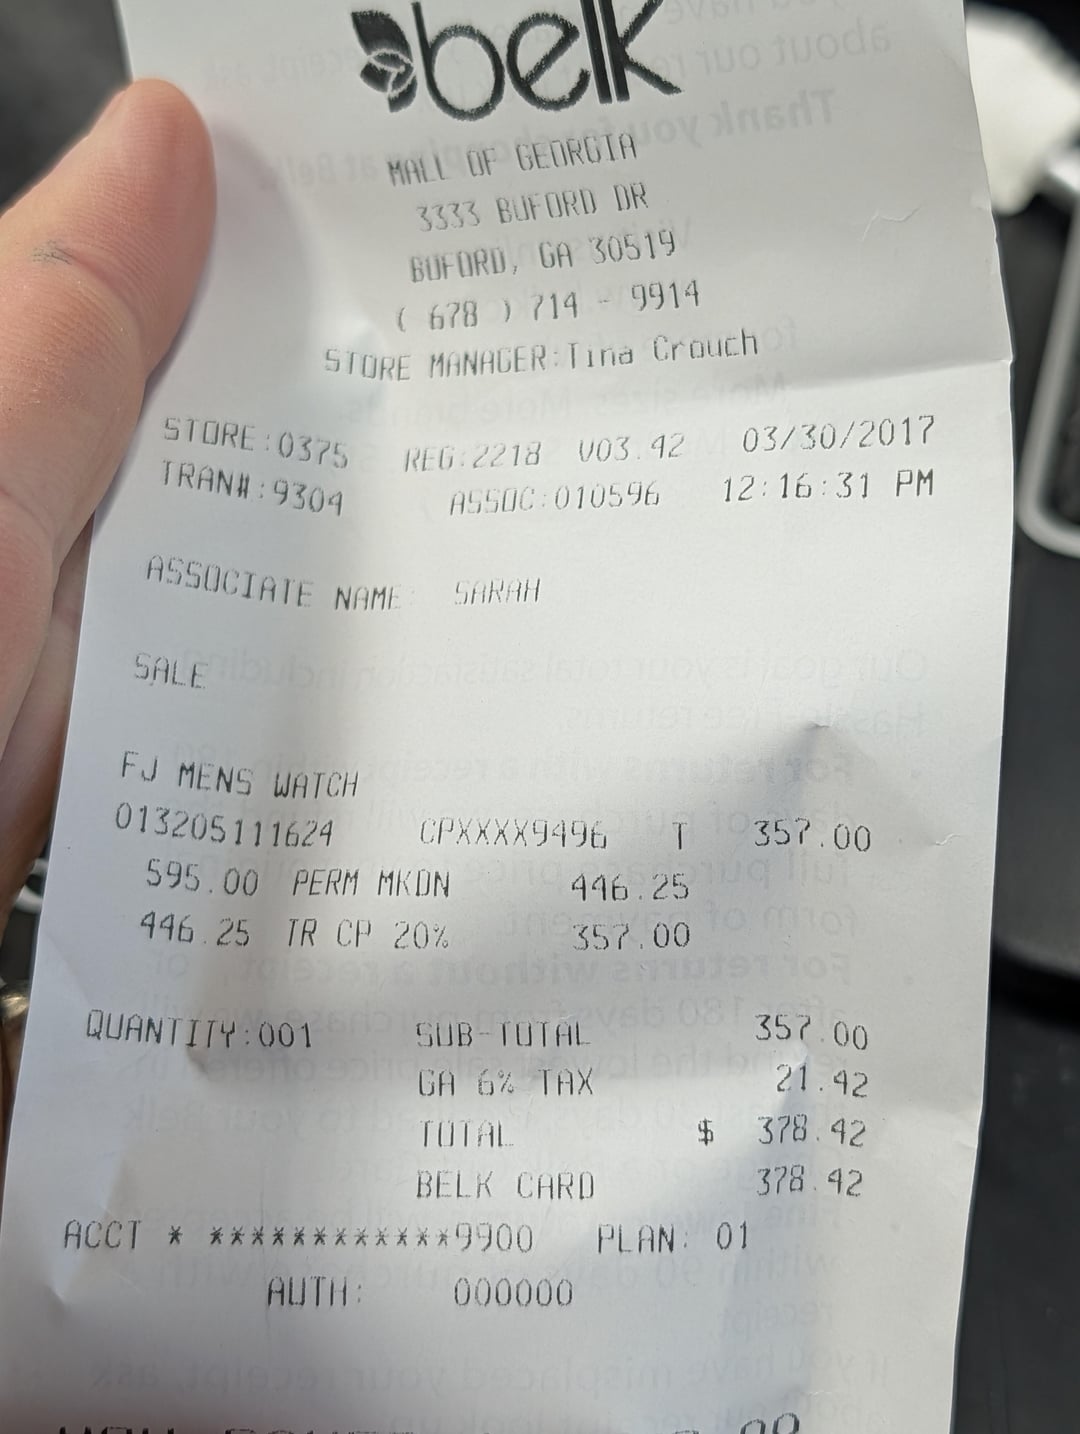 belk
MALL OF GEORGIA
3333 BUFORD DR
BUFORD, GA 30519
( 678 ) 714 - 9914
STORE MANAGER:Tina Crouch
STORE:0375 REG:2218 V03.42 03/30/2017
TRAN#:9304 ASSOC:010596 12:16:31 PM
ASSOCIATE NAME: SARAH
SALE
FJ MENS WATCH
013205111624 CPXXXX9496 T 357.00
595.00 PERM MKDN 446.25
446.25 TR CP 20% 357.00
QUANTITY:001 SUB-TOTAL 357.00
GA 6% TAX 21.42
TOTAL $ 378.42
BELK CARD 378.42
ACCT * ************9900 PLAN: 01
AUTH: 000000